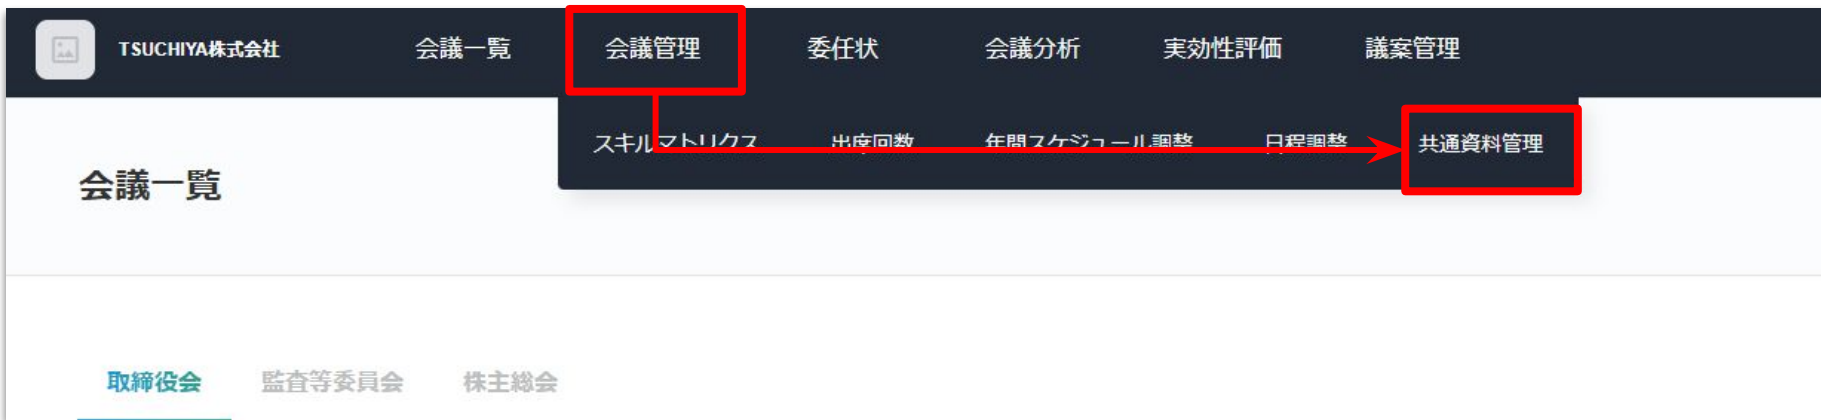 TSUCHIYA株式会社 会議一覧 会議管理 委任状 会議分析 実効性評価 議案管理
スキルマトリクス 出席回数 年間スケジュール調整 日程調整 共通資料管理
会議一覧
取締役会 監査等委員会 株主総会